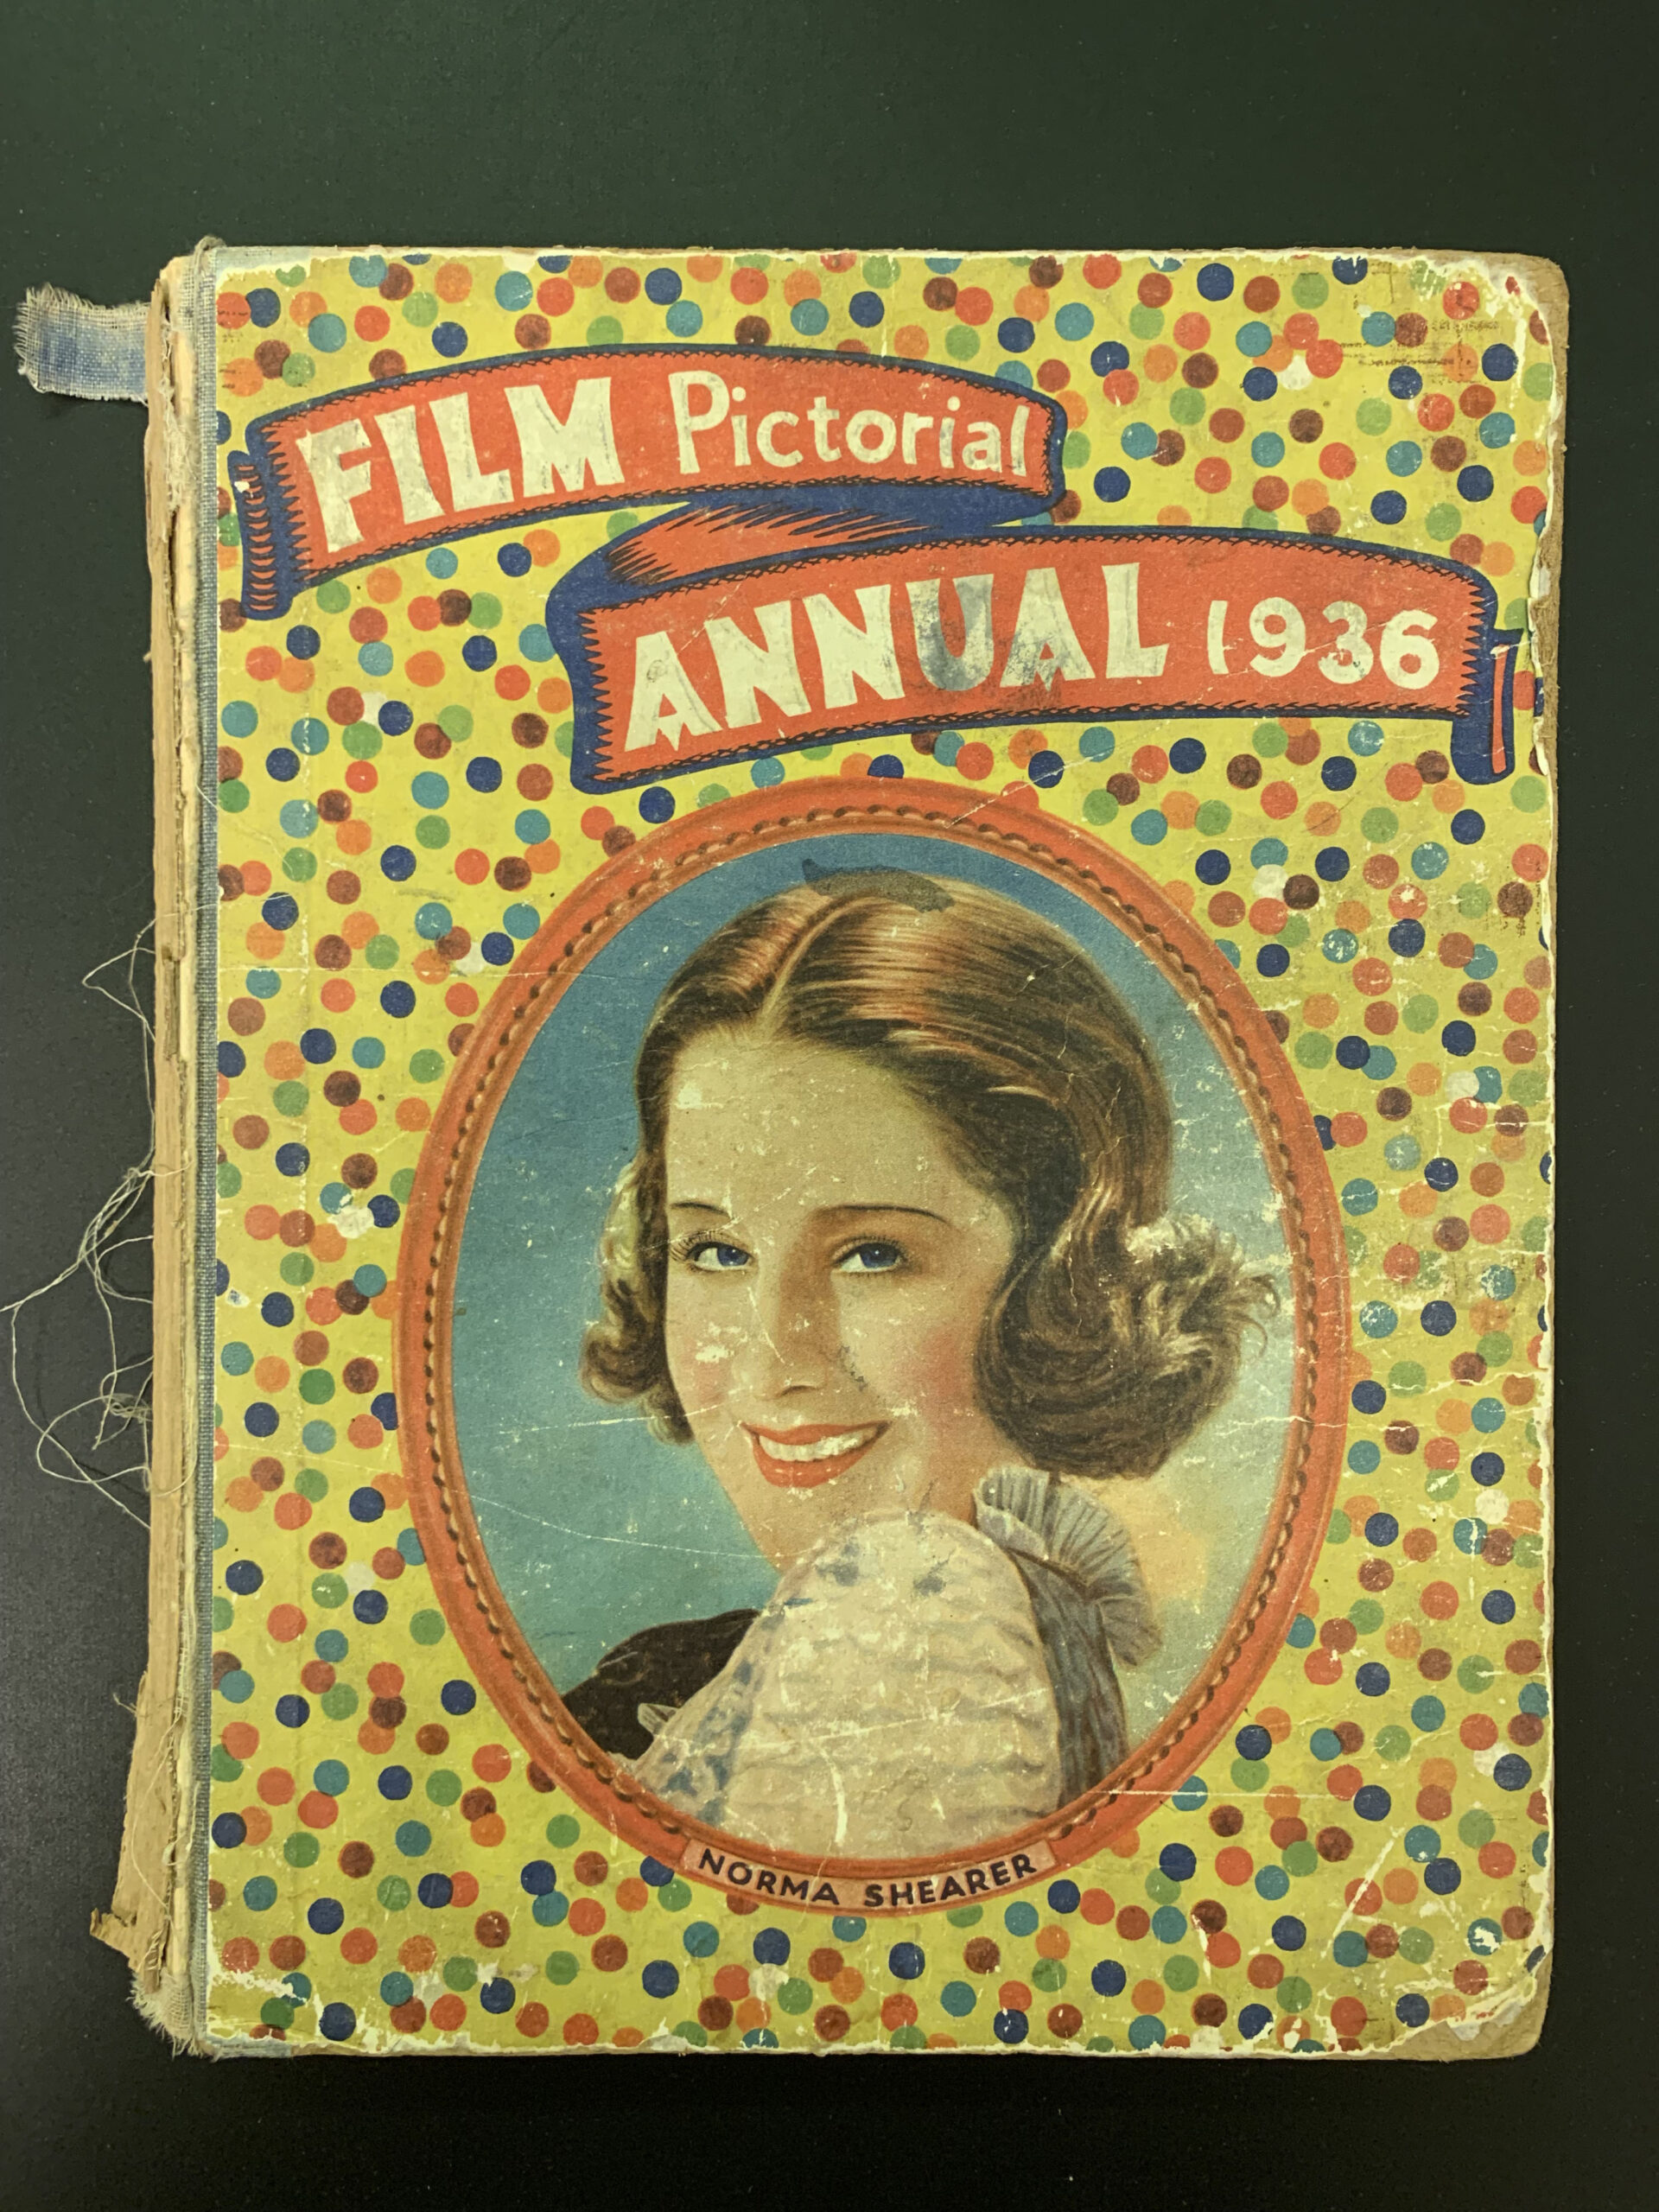 FILM Pictorial
ANNUAL 1936
NORMA SHEARER